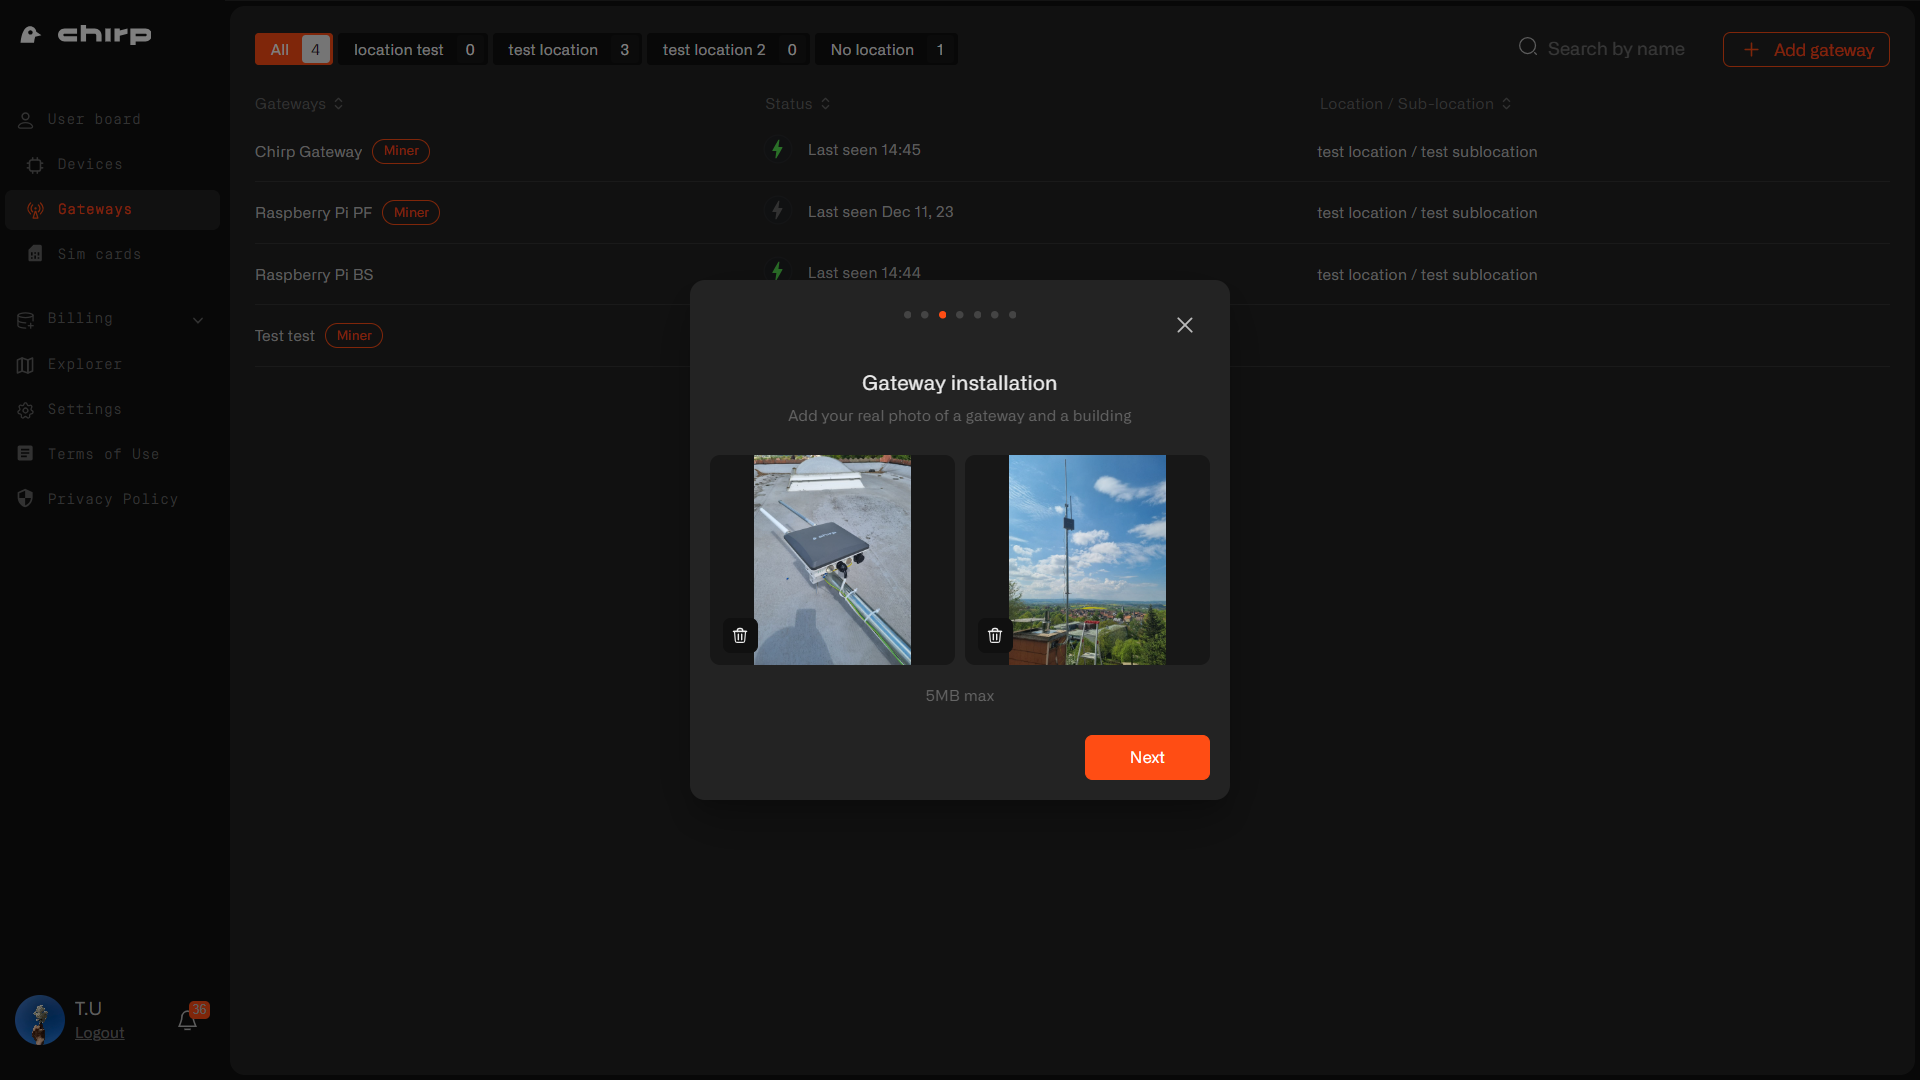 chirp
User board
Devices
Gateways
Sim cards
Billing
Explorer
Settings
Terms of Use
Privacy Policy
T.U
Logout
36
All 4
location test 0
test location 3
test location 2 0
No location 1
Search by name
Add gateway
Gateways
Status
Location / Sub-location
Chirp Gateway Miner
Last seen 14:45
test location / test sublocation
Raspberry Pi PF Miner
Last seen Dec 11, 23
test location / test sublocation
Raspberry Pi BS
Last seen 14:44
test location / test sublocation
Test test Miner
Gateway installation
Add your real photo of a gateway and a building
chirp
5MB max
Next